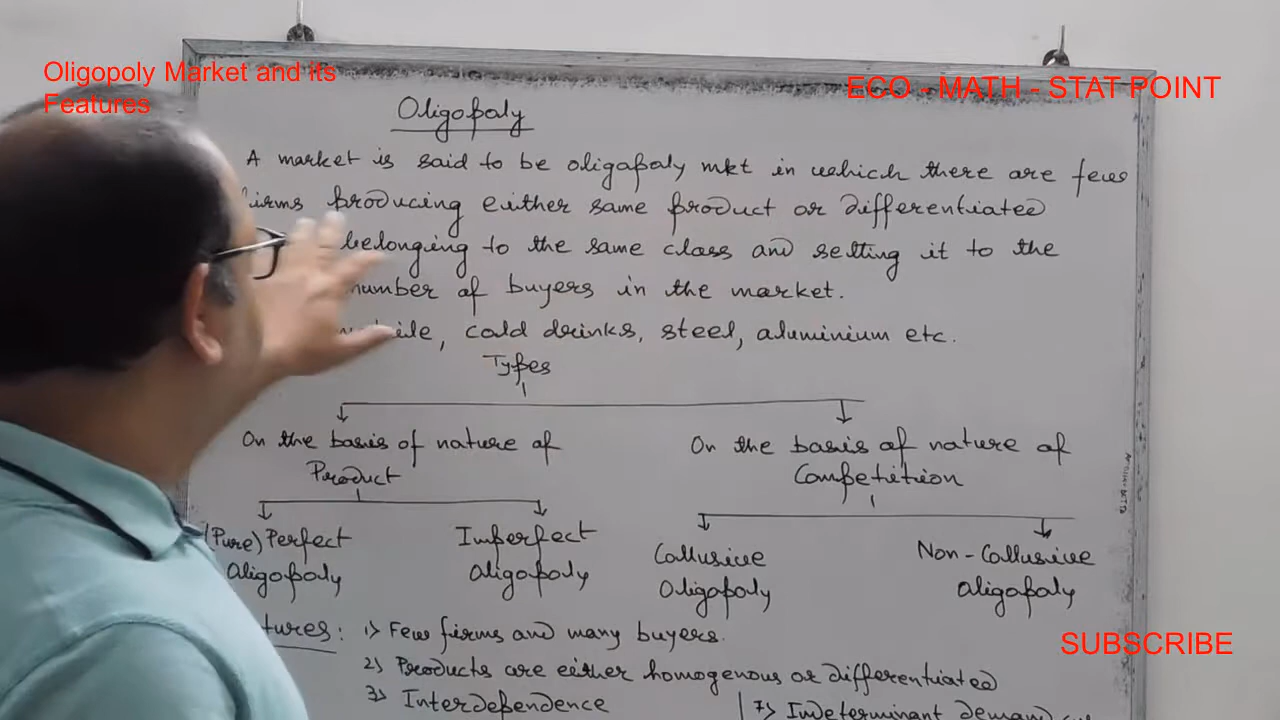 Oligopoly Market and its
Features
ECO - MATH - STAT POINT
Oligopoly
A market is said to be oligopoly mkt in which there are few
firms producing either same product or differentiated
belonging to the same class and selling it to the
number of buyers in the market.
cold drinks, steel, aluminium etc.
Types
On the basis of nature of
Product
On the basis of nature of
Competition
(Pure) Perfect
Oligopoly
Imperfect
Oligopoly
Collusive
Oligopoly
Non-Collusive
Oligopoly
SUBSCRIBE
tures: 1) Few firms and many buyers.
2) Products are either homogenous or differentiated
3) Interdependence
7) Indeterminant demand